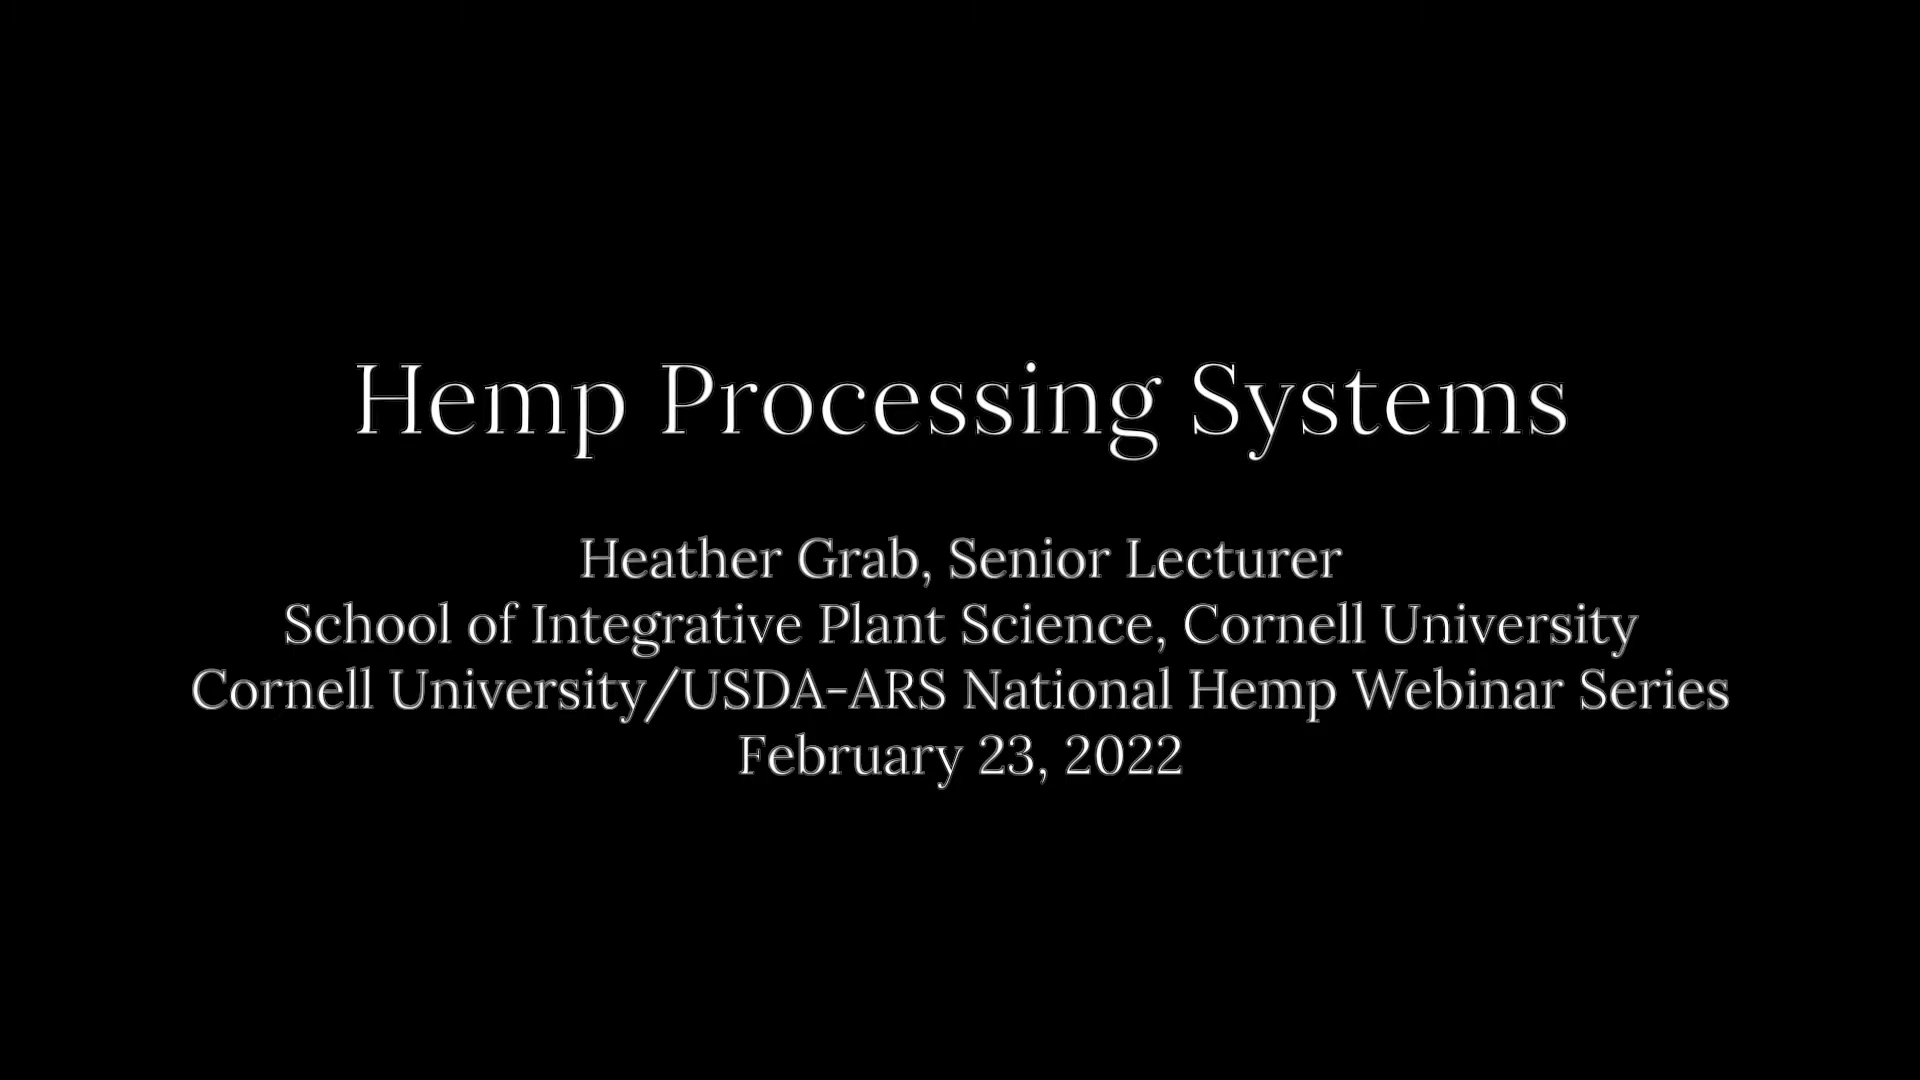 Hemp Processing Systems
Heather Grab, Senior Lecturer
School of Integrative Plant Science, Cornell University
Cornell University/USDA-ARS National Hemp Webinar Series
February 23, 2022